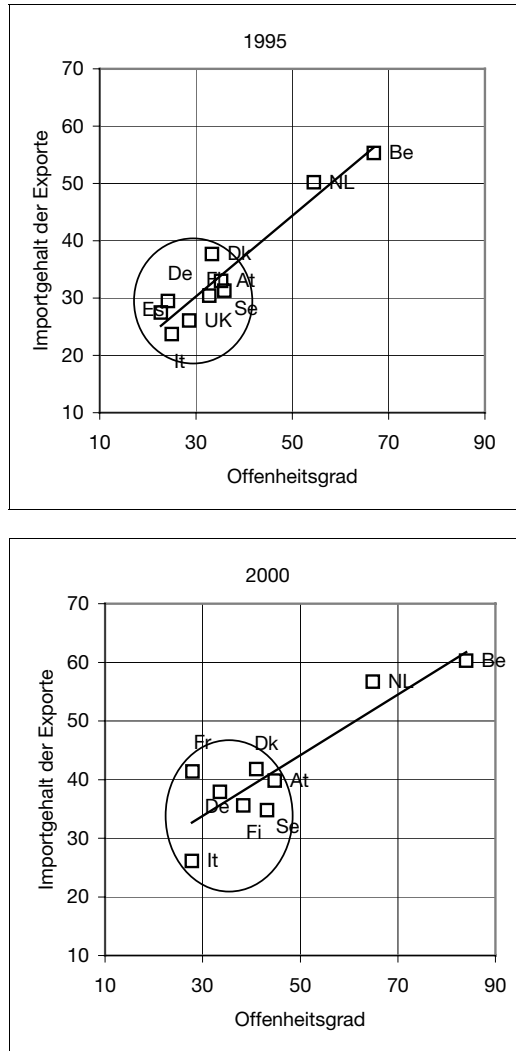 1995
70
60
50
40
30
20
10
Importgehalt der Exporte
Be
NL
Dk
De
Fi
At
Es
UK
Se
It
10 30 50 70 90
Offenheitsgrad
2000
70
60
50
40
30
20
10
Importgehalt der Exporte
Be
NL
Fr
Dk
At
De
Fi
Se
It
10 30 50 70 90
Offenheitsgrad